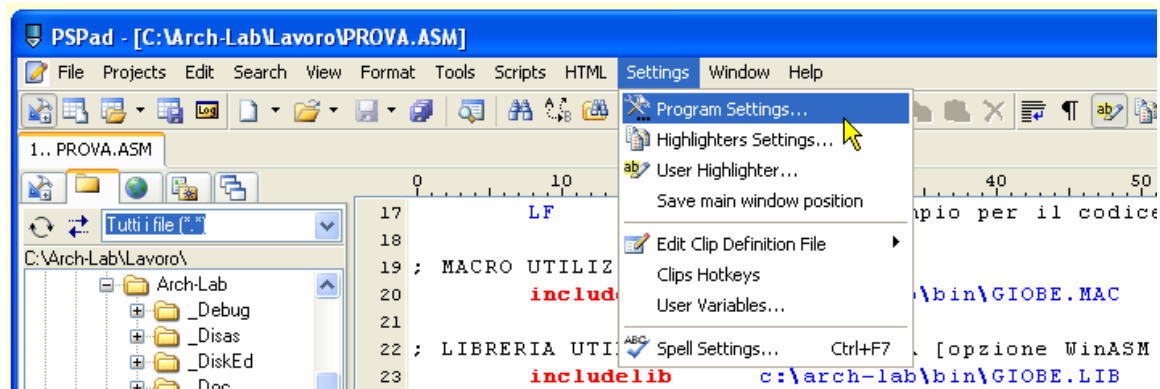 PSPad - [C:\Arch-Lab\Lavoro\PROVA.ASM]
File Projects Edit Search View Format Tools Scripts HTML Settings Window Help
Log
Program Settings...
1.. PROVA.ASM
Highlighters Settings...
User Highlighter...
Save main window position
0 10 40 50
Tutti i file (*.*)
17 LF mpio per il codice
18
C:\Arch-Lab\Lavoro\
Edit Clip Definition File
19 ; MACRO UTILIZ
Clips Hotkeys
Arch-Lab
20 includ \bin\GIOBE.MAC
_Debug
User Variables...
21
_Disas
22 ; LIBRERIA UTI [opzione WinASM
Spell Settings... Ctrl+F7
_DiskEd
23 includelib c:\arch-lab\bin\GIOBE.LIB
_Doc